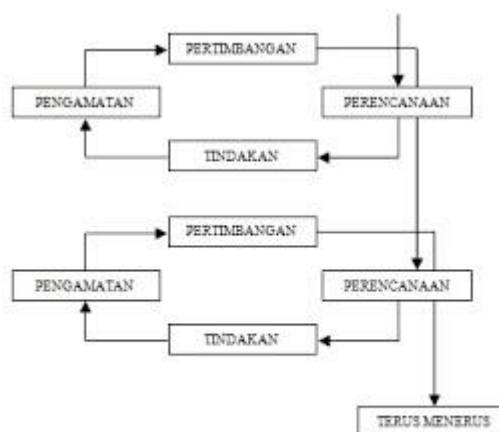 PERTIMBANGAN
PENGAMATAN
PERENCANAAN
TINDAKAN
PERTIMBANGAN
PENGAMATAN
PERENCANAAN
TINDAKAN
TERUS MENERUS